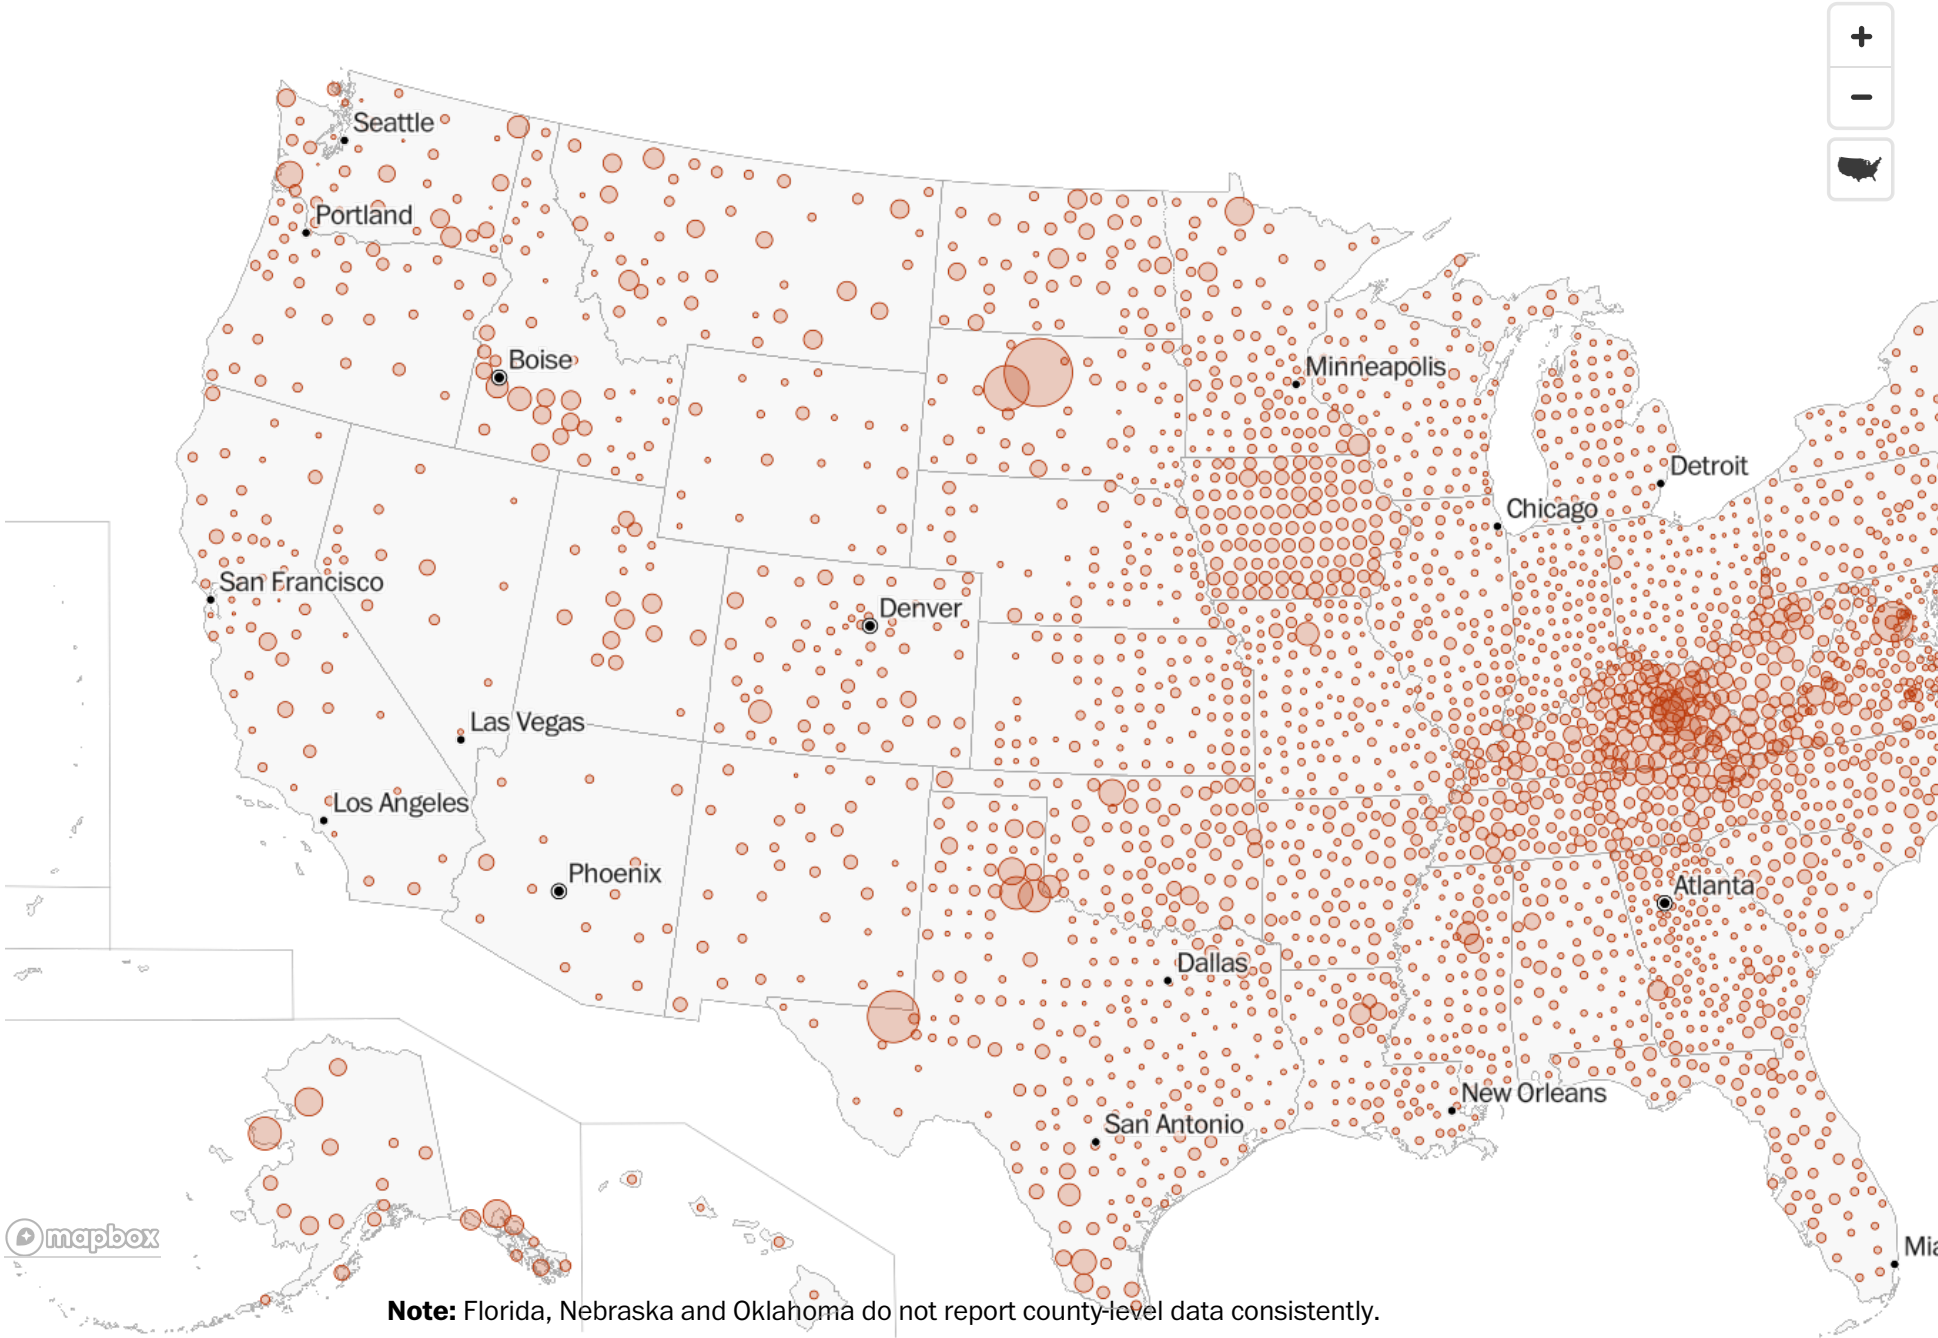 +
−
Seattle
Portland
Boise
Minneapolis
Detroit
Chicago
San Francisco
Denver
Las Vegas
Los Angeles
Phoenix
Atlanta
Dallas
New Orleans
San Antonio
mapbox
Mia
Note: Florida, Nebraska and Oklahoma do not report county-level data consistently.